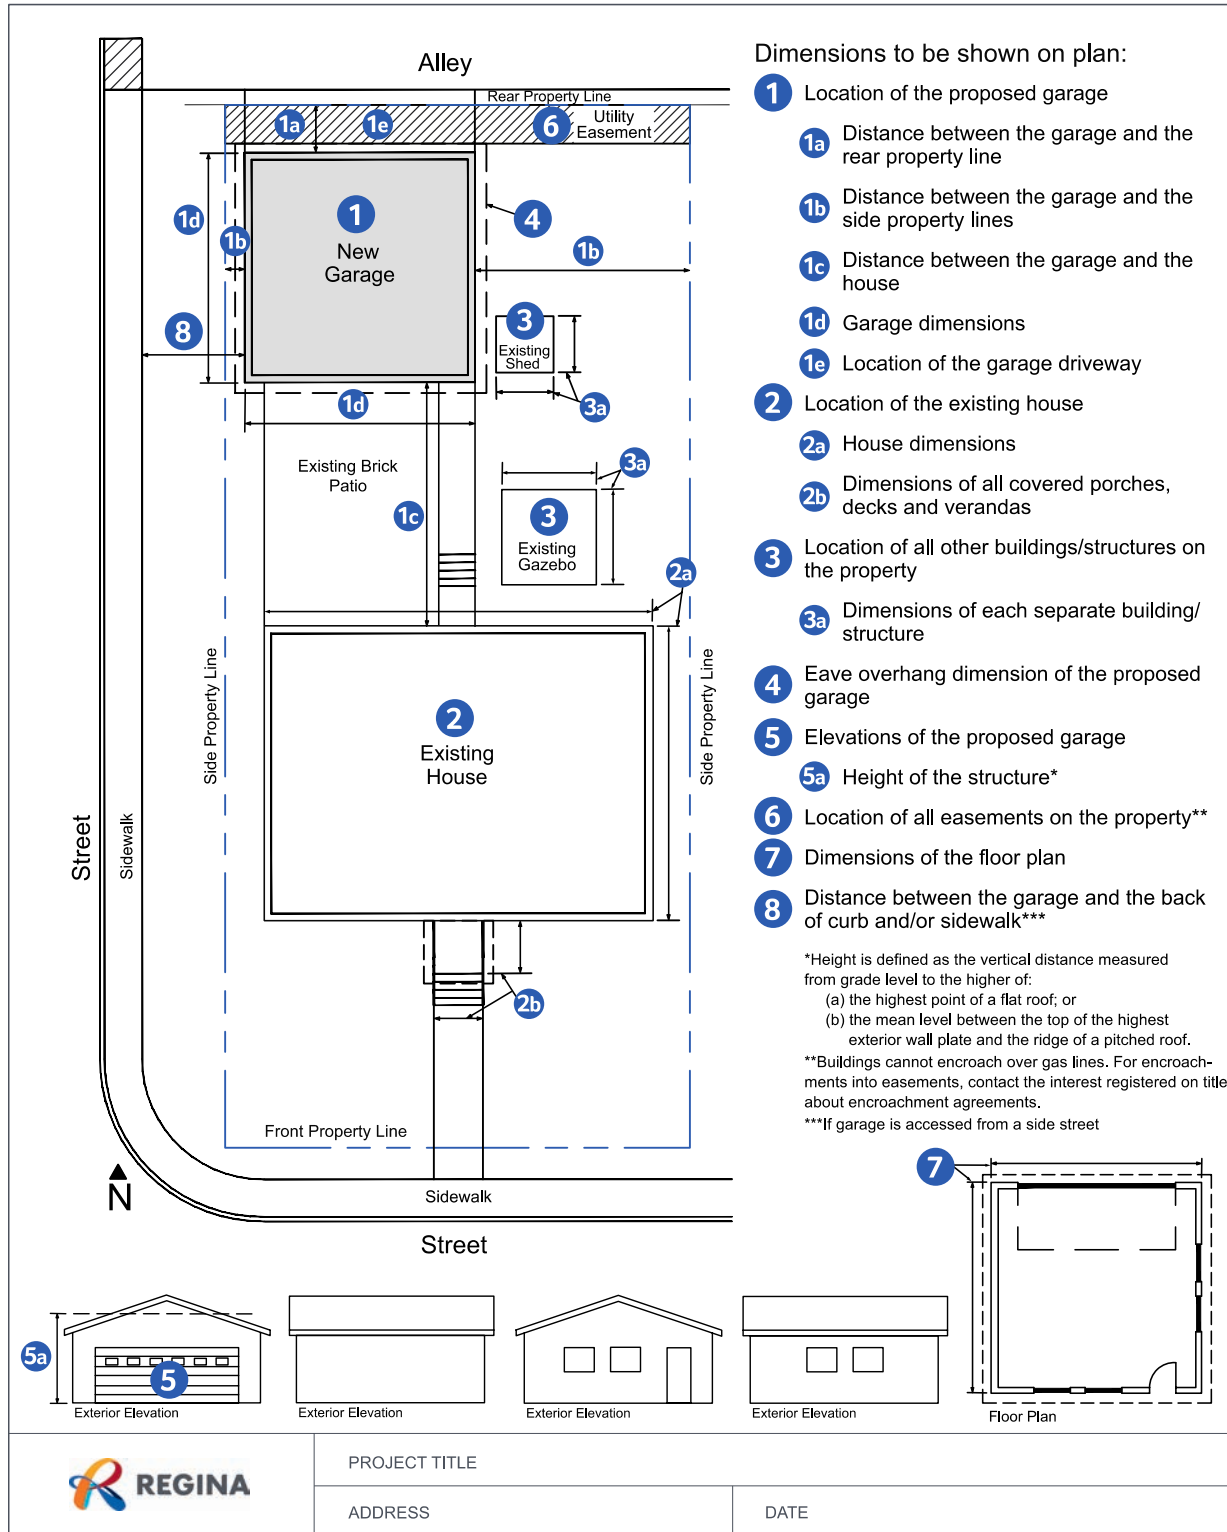 Alley
Rear Property Line
1a
1e
6
Utility
Easement
1
New
Garage
1d
1b
4
1b
8
3
Existing
Shed
1d
3a
Existing Brick
Patio
3a
1c
3
Existing
Gazebo
2a
Side Property Line
Side Property Line
2
Existing
House
Street
Sidewalk
2b
Front Property Line
N
Sidewalk
Street
Dimensions to be shown on plan:
1 Location of the proposed garage
1a Distance between the garage and the
rear property line
1b Distance between the garage and the
side property lines
1c Distance between the garage and the
house
1d Garage dimensions
1e Location of the garage driveway
2 Location of the existing house
2a House dimensions
2b Dimensions of all covered porches,
decks and verandas
3 Location of all other buildings/structures on
the property
3a Dimensions of each separate building/
structure
4 Eave overhang dimension of the proposed
garage
5 Elevations of the proposed garage
5a Height of the structure*
6 Location of all easements on the property**
7 Dimensions of the floor plan
8 Distance between the garage and the back
of curb and/or sidewalk***
*Height is defined as the vertical distance measured
from grade level to the higher of:
(a) the highest point of a flat roof; or
(b) the mean level between the top of the highest
exterior wall plate and the ridge of a pitched roof.
**Buildings cannot encroach over gas lines. For encroach-
ments into easements, contact the interest registered on title
about encroachment agreements.
***If garage is accessed from a side street
7
Floor Plan
5a
5
Exterior Elevation
Exterior Elevation
Exterior Elevation
Exterior Elevation
REGINA
PROJECT TITLE
ADDRESS
DATE